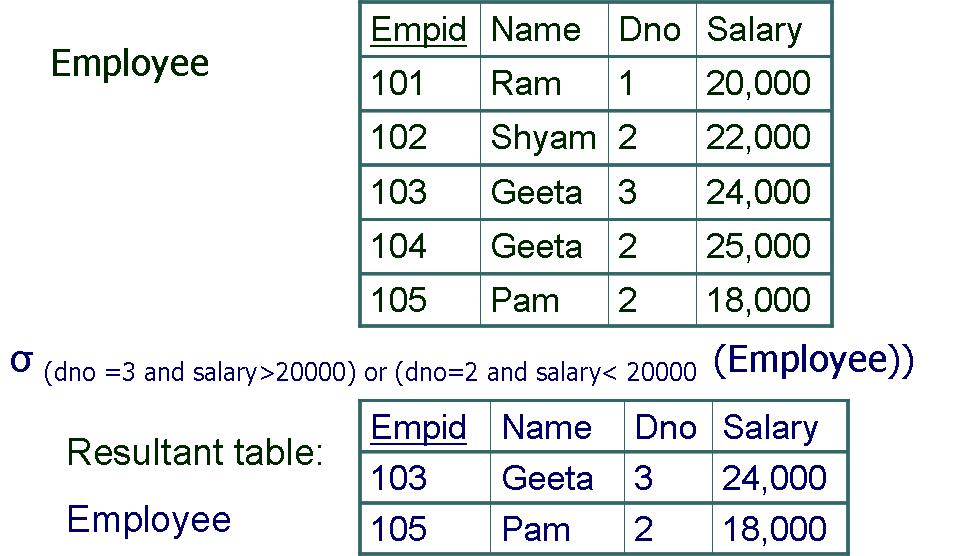 Employee
Empid Name Dno Salary
101 Ram 1 20,000
102 Shyam 2 22,000
103 Geeta 3 24,000
104 Geeta 2 25,000
105 Pam 2 18,000
σ (dno =3 and salary>20000) or (dno=2 and salary< 20000 (Employee))
Resultant table:
Employee
Empid Name Dno Salary
103 Geeta 3 24,000
105 Pam 2 18,000